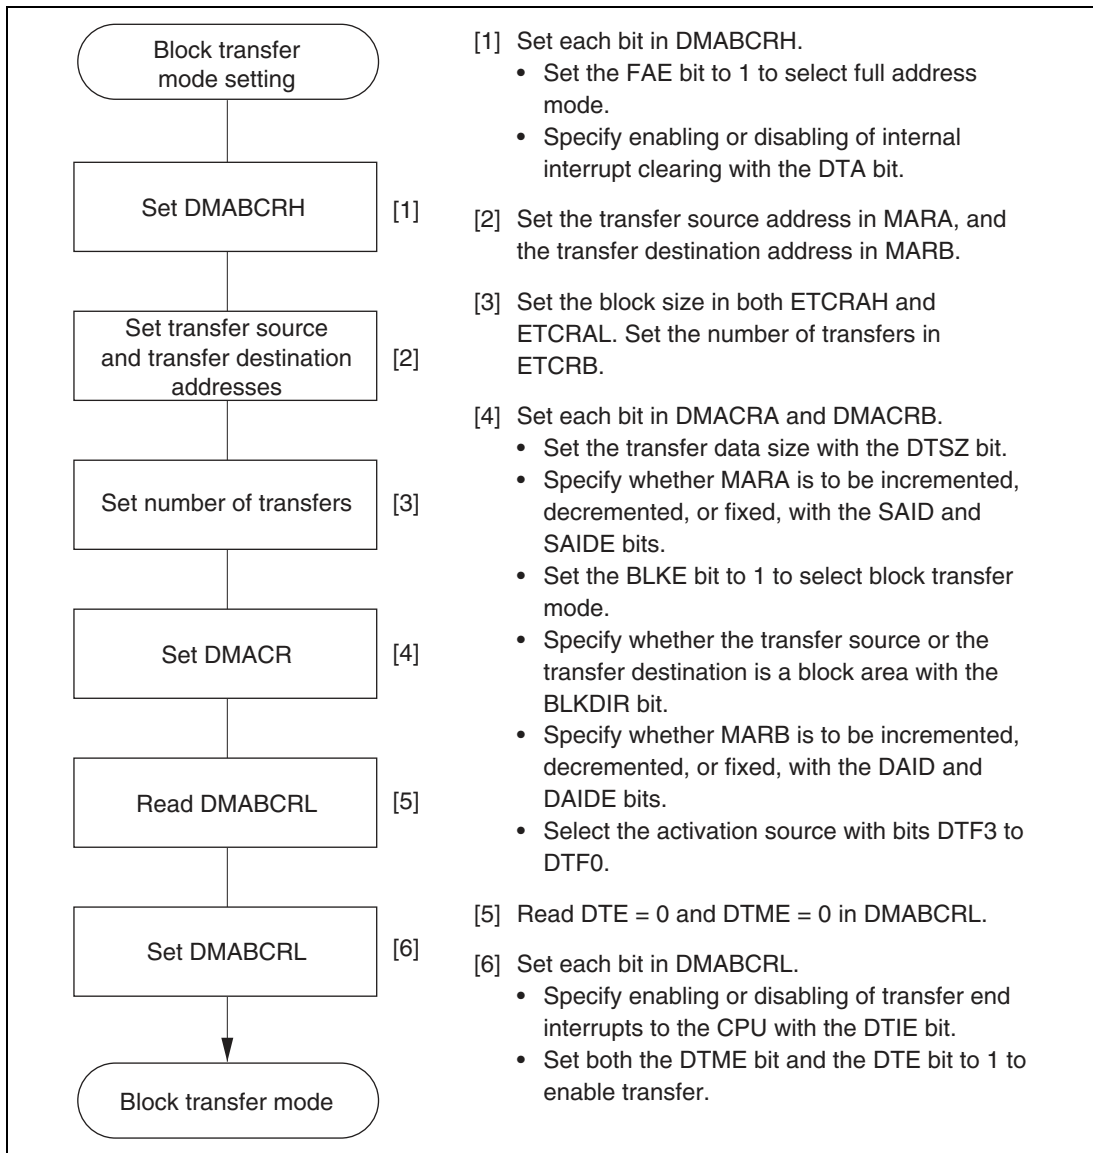 Block transfer
mode setting
Set DMABCRH
[1]
Set transfer source
and transfer destination
addresses
[2]
Set number of transfers
[3]
Set DMACR
[4]
Read DMABCRL
[5]
Set DMABCRL
[6]
Block transfer mode
[1] Set each bit in DMABCRH.
• Set the FAE bit to 1 to select full address
mode.
• Specify enabling or disabling of internal
interrupt clearing with the DTA bit.
[2] Set the transfer source address in MARA, and
the transfer destination address in MARB.
[3] Set the block size in both ETCRAH and
ETCRAL. Set the number of transfers in
ETCRB.
[4] Set each bit in DMACRA and DMACRB.
• Set the transfer data size with the DTSZ bit.
• Specify whether MARA is to be incremented,
decremented, or fixed, with the SAID and
SAIDE bits.
• Set the BLKE bit to 1 to select block transfer
mode.
• Specify whether the transfer source or the
transfer destination is a block area with the
BLKDIR bit.
• Specify whether MARB is to be incremented,
decremented, or fixed, with the DAID and
DAIDE bits.
• Select the activation source with bits DTF3 to
DTF0.
[5] Read DTE = 0 and DTME = 0 in DMABCRL.
[6] Set each bit in DMABCRL.
• Specify enabling or disabling of transfer end
interrupts to the CPU with the DTIE bit.
• Set both the DTME bit and the DTE bit to 1 to
enable transfer.